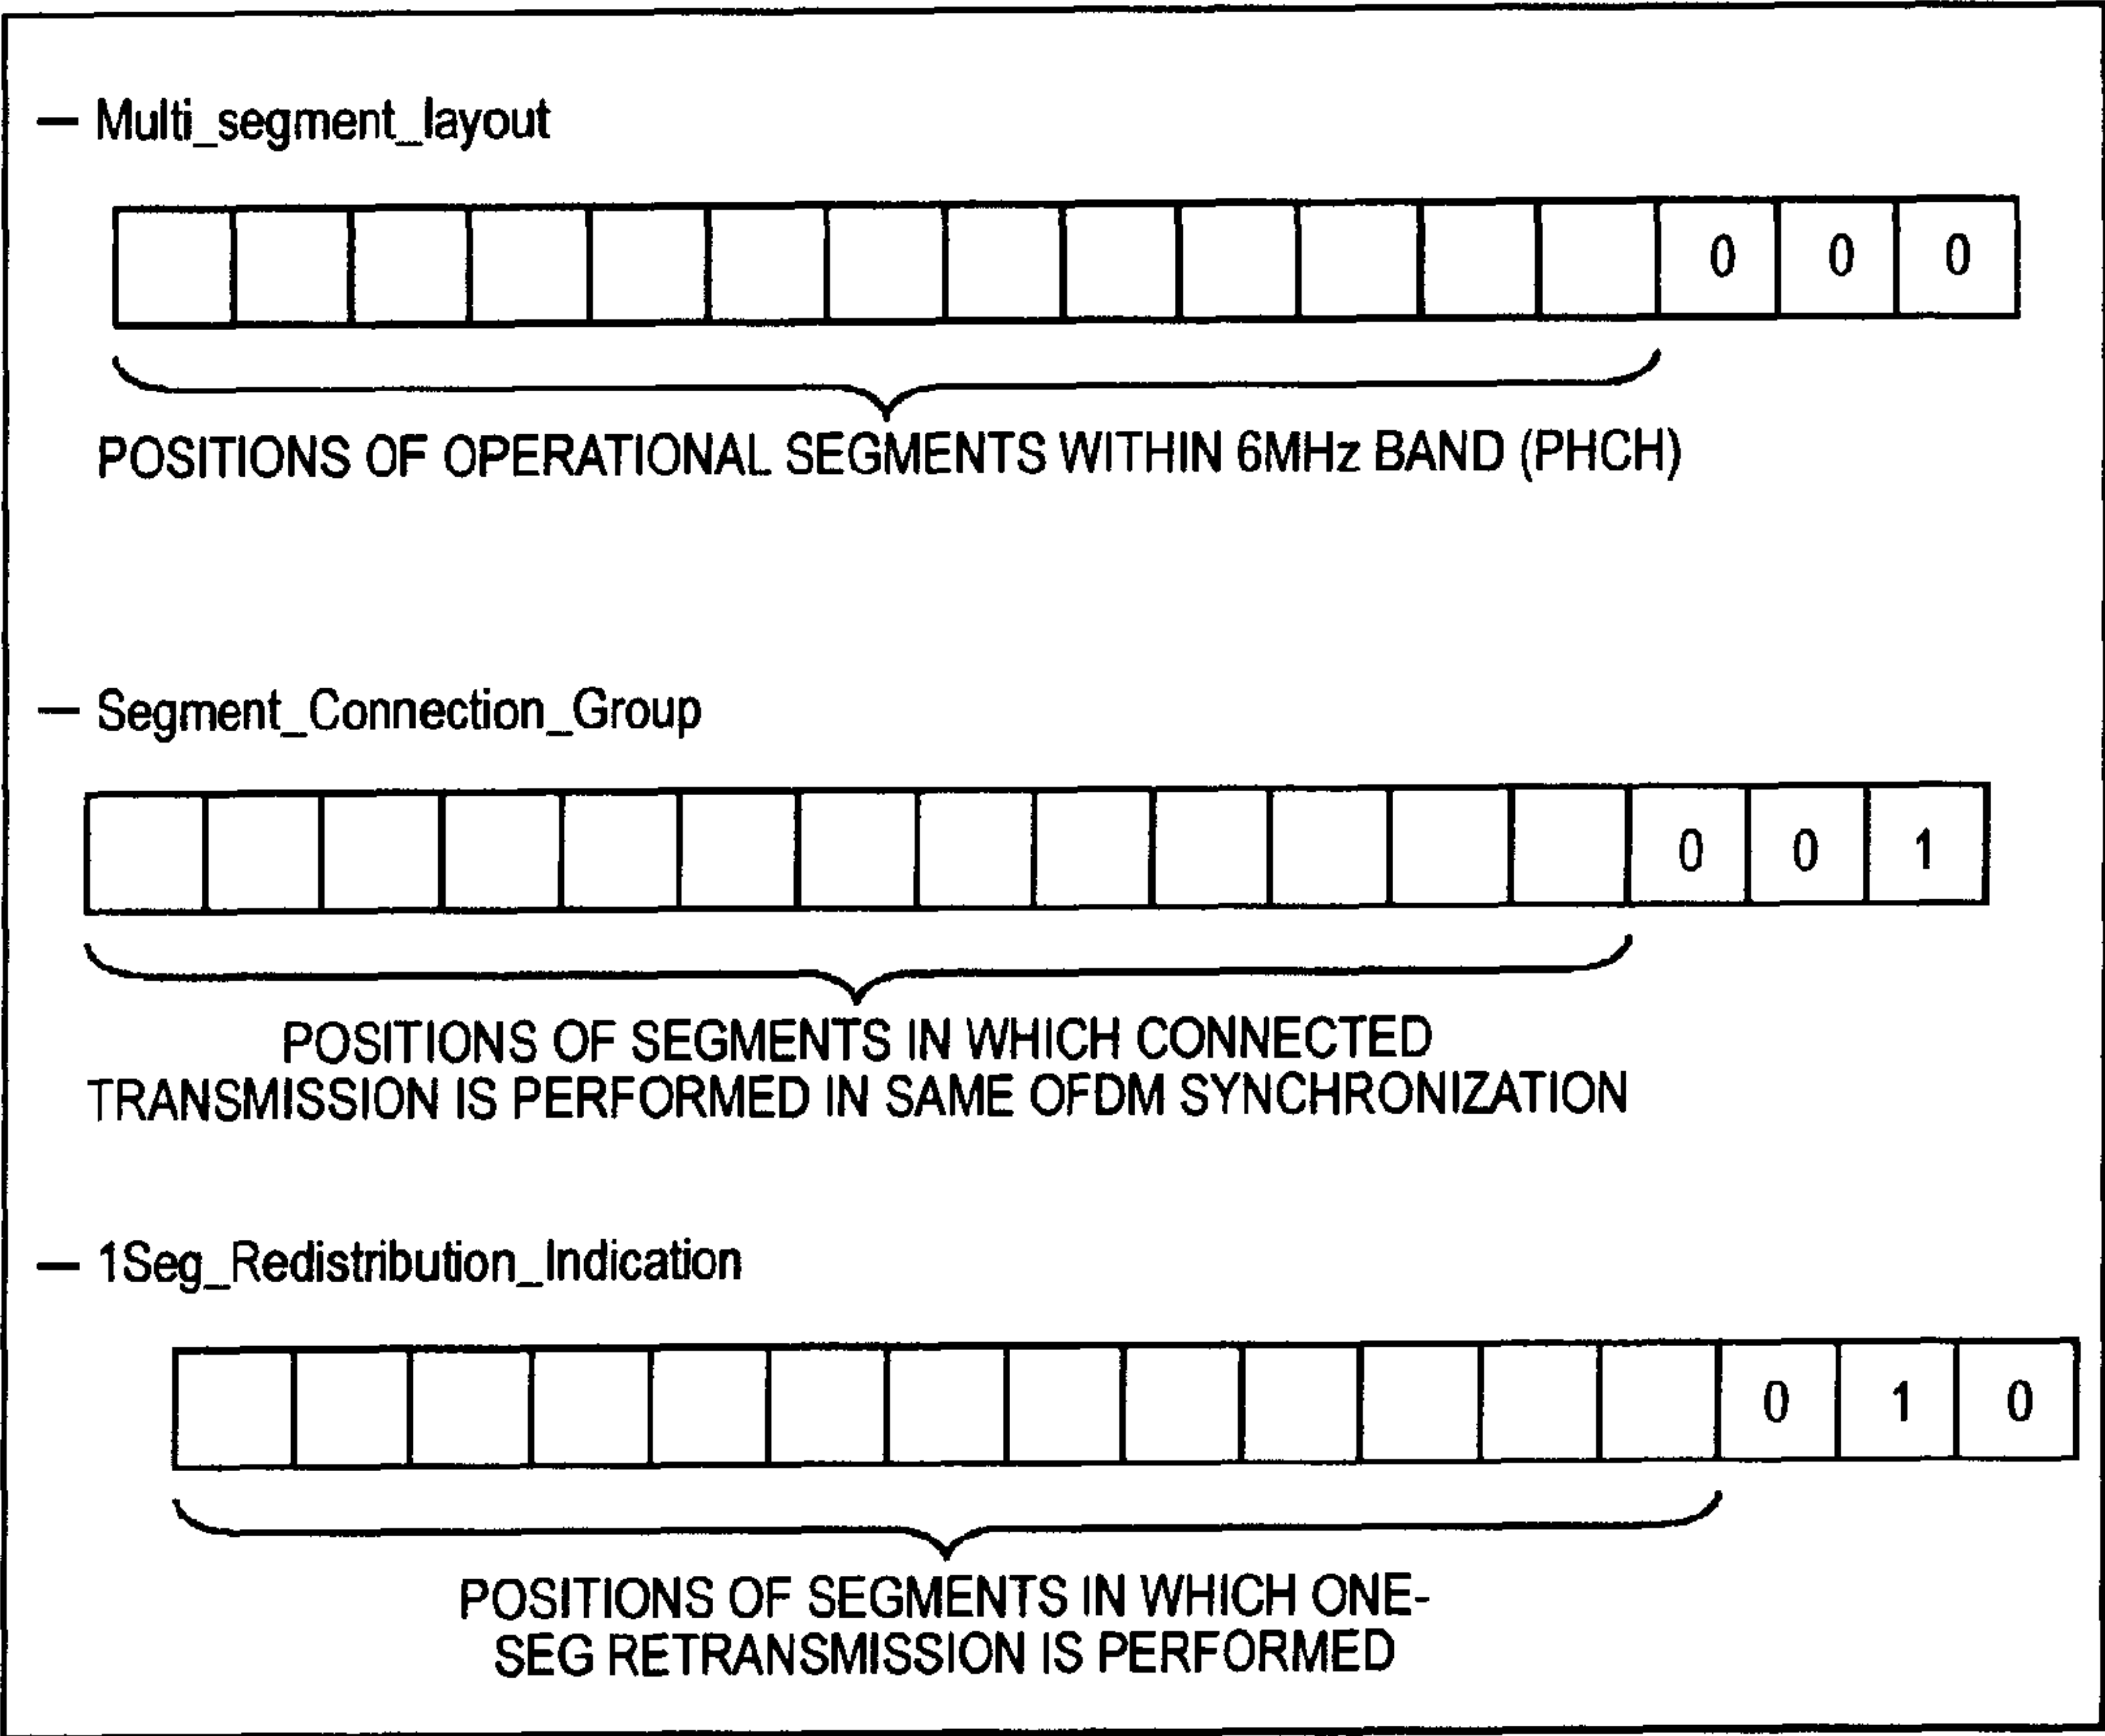 — Multi_segment_layout
0 0 0
POSITIONS OF OPERATIONAL SEGMENTS WITHIN 6MHz BAND (PHCH)
— Segment_Connection_Group
0 0 1
POSITIONS OF SEGMENTS IN WHICH CONNECTED
TRANSMISSION IS PERFORMED IN SAME OFDM SYNCHRONIZATION
— 1Seg_Redistribution_Indication
0 1 0
POSITIONS OF SEGMENTS IN WHICH ONE-
SEG RETRANSMISSION IS PERFORMED